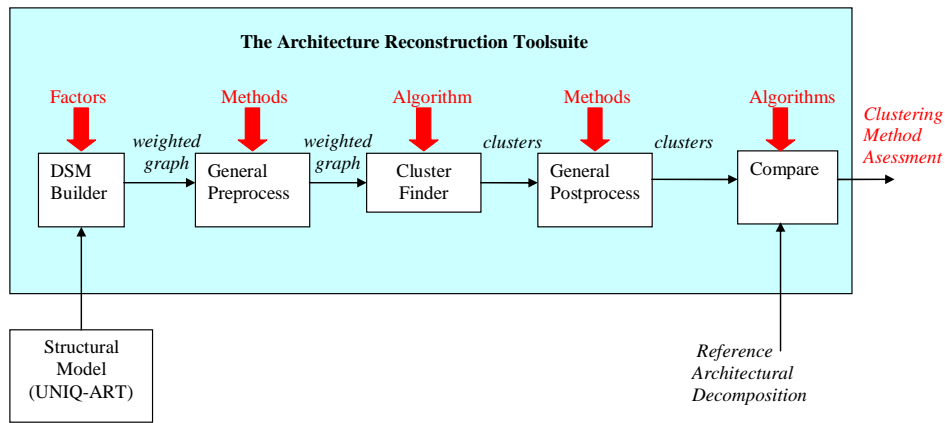 The Architecture Reconstruction Toolsuite
Factors
Methods
Algorithm
Methods
Algorithms
weighted
graph
weighted
graph
clusters
clusters
Clustering
Method
Asessment
DSM
Builder
General
Preprocess
Cluster
Finder
General
Postprocess
Compare
Structural
Model
(UNIQ-ART)
Reference
Architectural
Decomposition